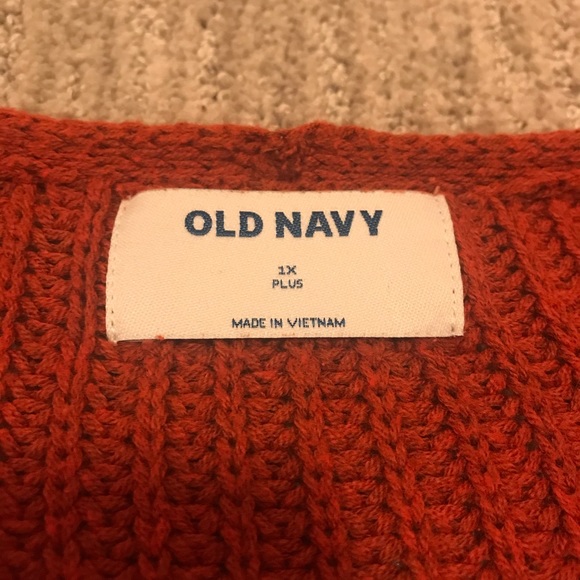 OLD NAVY
1X
PLUS
MADE IN VIETNAM